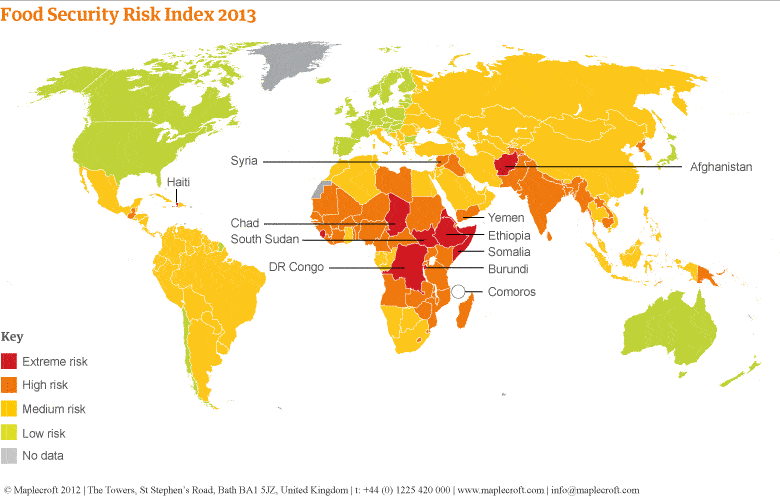 Food Security Risk Index 2013
Syria
Afghanistan
Haiti
Chad
Yemen
South Sudan
Ethiopia
Somalia
DR Congo
Burundi
Comoros
Key
Extreme risk
High risk
Medium risk
Low risk
No data
© Maplecroft 2012 | The Towers, St Stephen's Road, Bath BA1 5JZ, United Kingdom | t: +44 (0) 1225 420 000 | www.maplecroft.com | info@maplecroft.com